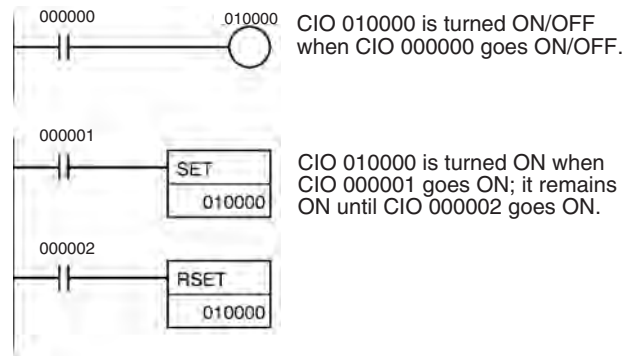 000000
010000
CIO 010000 is turned ON/OFF
when CIO 000000 goes ON/OFF.
000001
SET
010000
CIO 010000 is turned ON when
CIO 000001 goes ON; it remains
ON until CIO 000002 goes ON.
000002
RSET
010000